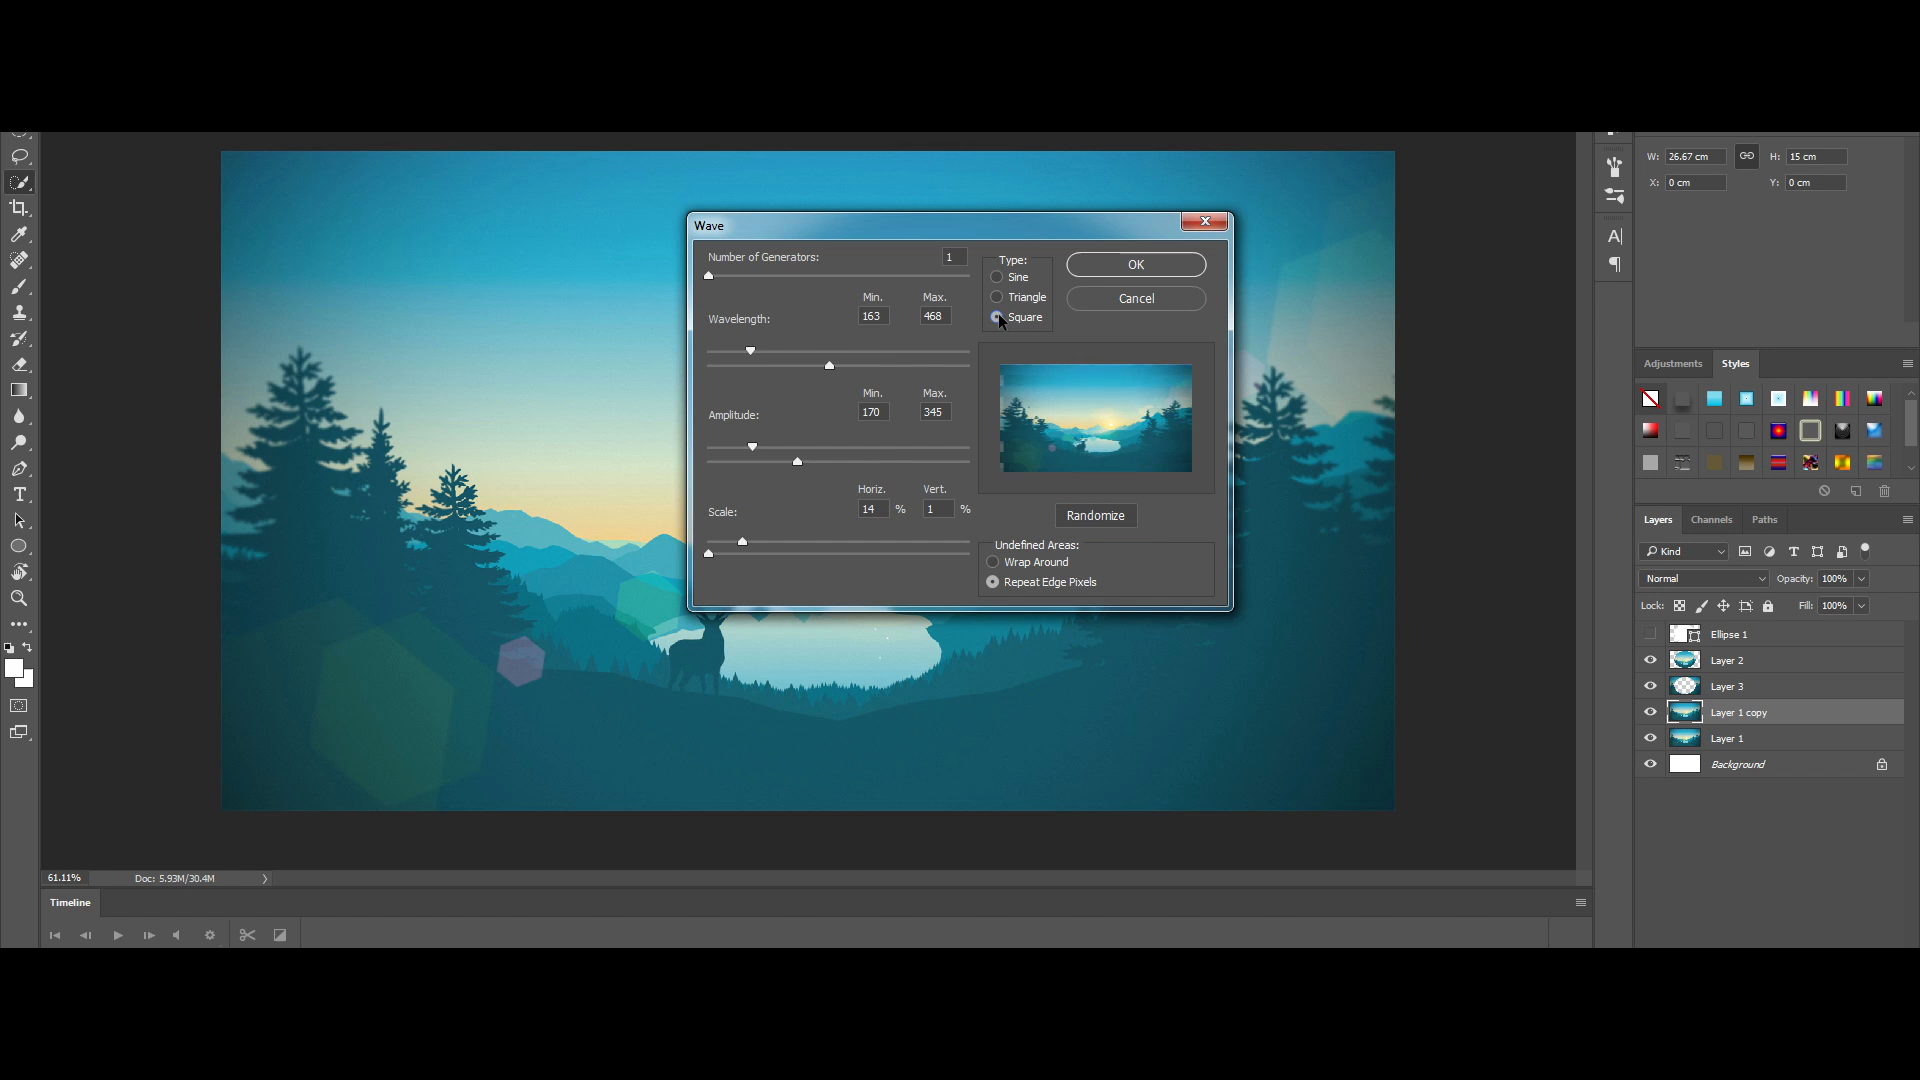 W: 26.67 cm H: 15 cm
X: 0 cm Y: 0 cm
Wave
Number of Generators: 1
Min. Max.
Wavelength: 163 468
Min. Max.
Amplitude: 170 345
Horiz. Vert.
Scale: 14 % 1 %
Type:
Sine
Triangle
Square
OK
Cancel
Randomize
Undefined Areas:
Wrap Around
Repeat Edge Pixels
Adjustments Styles
Layers Channels Paths
Kind
Normal Opacity: 100%
Lock: Fill: 100%
Ellipse 1
Layer 2
Layer 3
Layer 1 copy
Layer 1
Background
61.11% Doc: 5.93M/30.4M
Timeline